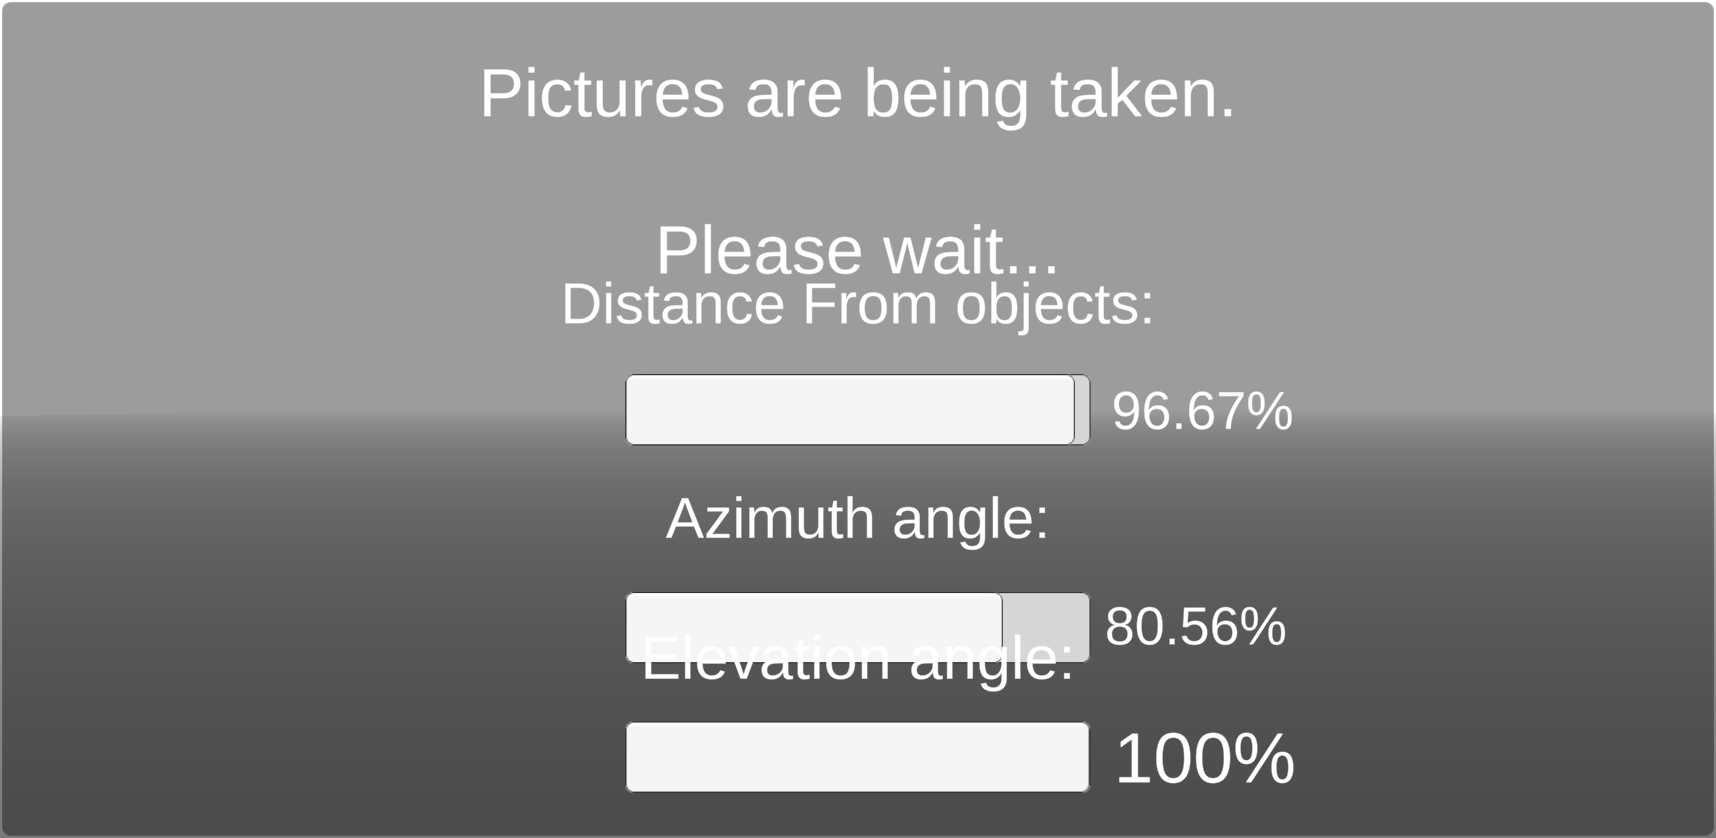 Pictures are being taken.
Please wait...
Distance From objects:
96.67%
Azimuth angle:
80.56%
Elevation angle:
100%